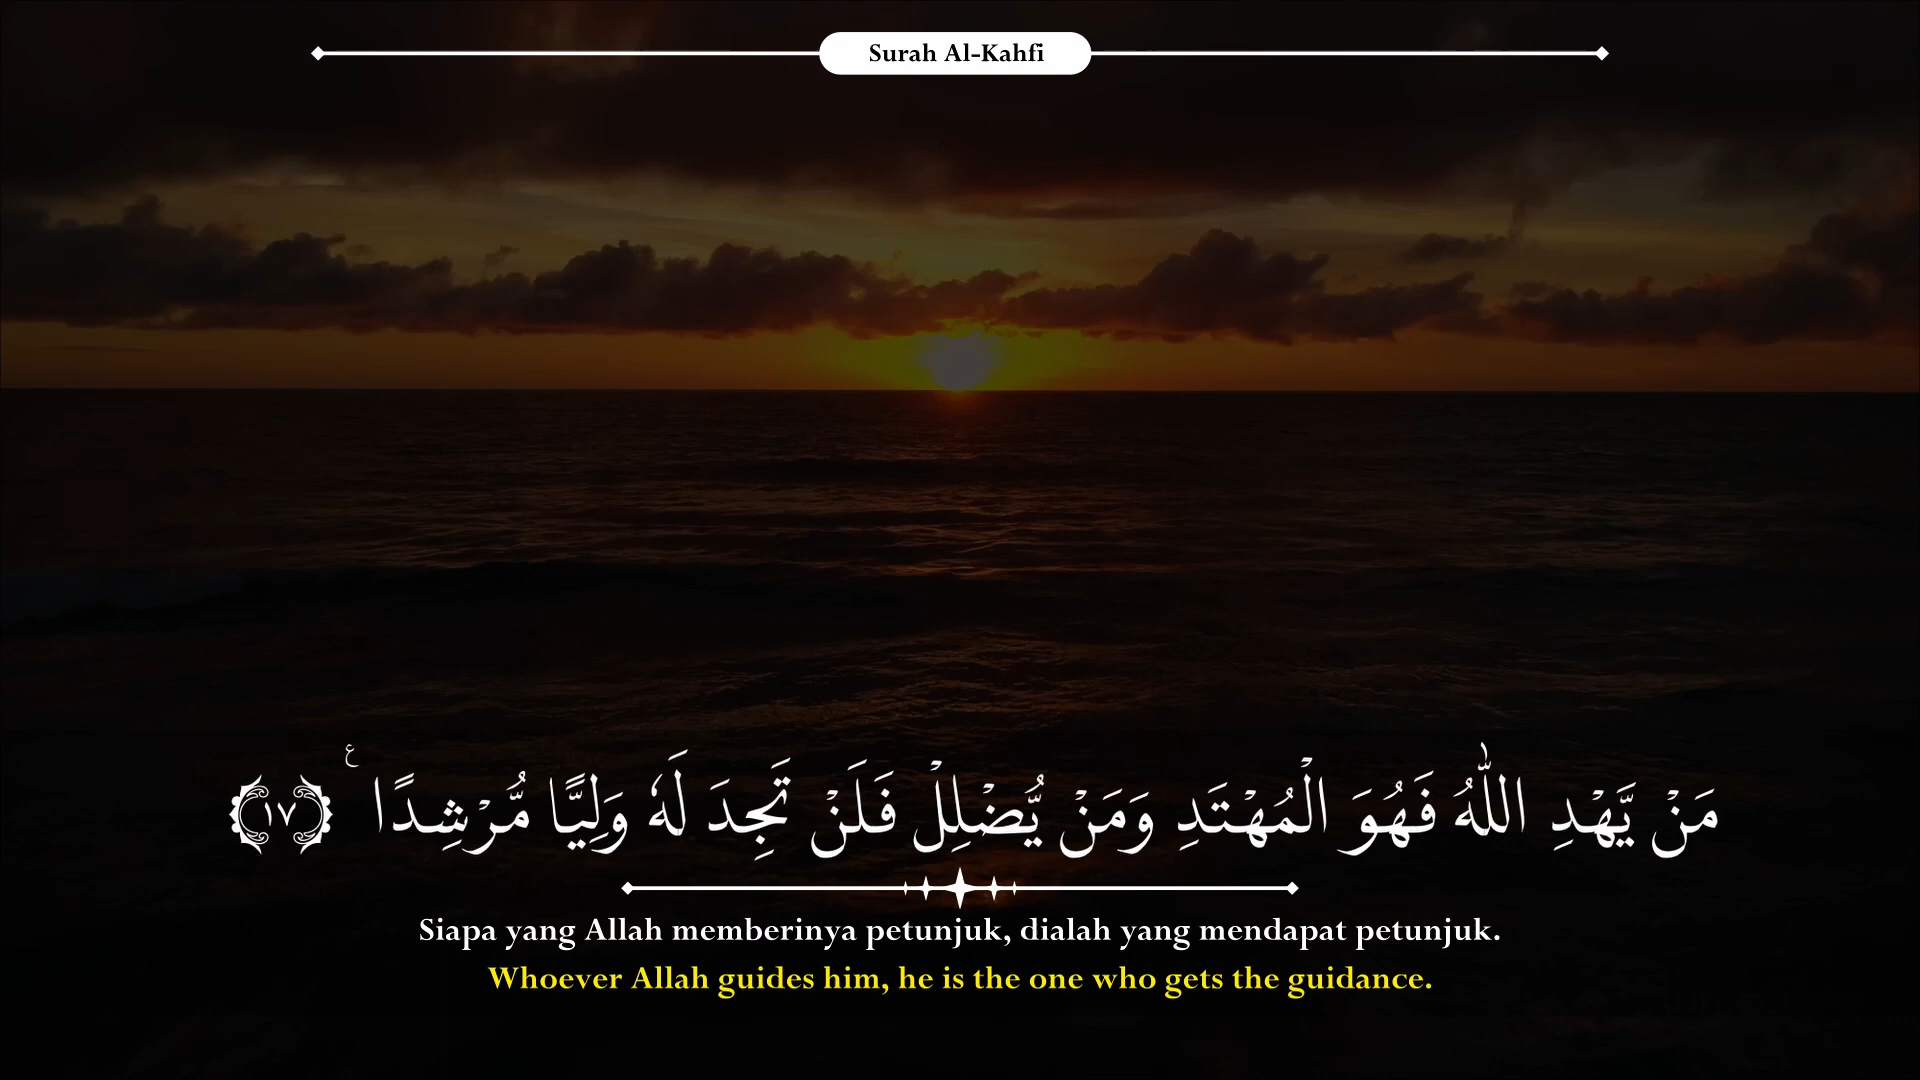 Surah Al-Kahfi
مَنْ يَّهْدِ اللّٰهُ فَهُوَ الْمُهْتَدِ وَمَنْ يُّضْلِلْ فَلَنْ تَجِدَ لَهٗ وَلِيًّا مُّرْشِدًا ۚ ع ١٧
Siapa yang Allah memberinya petunjuk, dialah yang mendapat petunjuk.
Whoever Allah guides him, he is the one who gets the guidance.